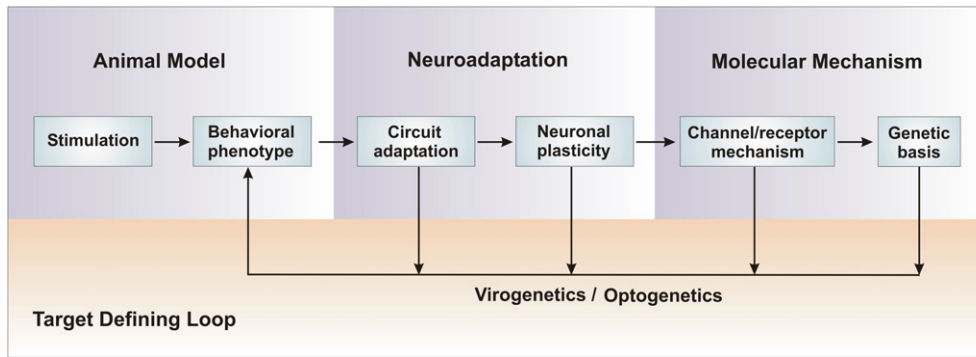 Animal Model
Neuroadaptation
Molecular Mechanism
Stimulation
Behavioral
phenotype
Circuit
adaptation
Neuronal
plasticity
Channel/receptor
mechanism
Genetic
basis
Virogenetics / Optogenetics
Target Defining Loop